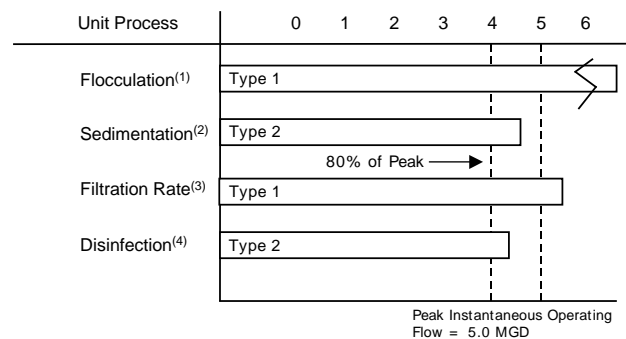 Unit Process 0 1 2 3 4 5 6
Flocculation(1) Type 1
Sedimentation(2) Type 2
80% of Peak
Filtration Rate(3) Type 1
Disinfection(4) Type 2
Peak Instantaneous Operating
Flow = 5.0 MGD